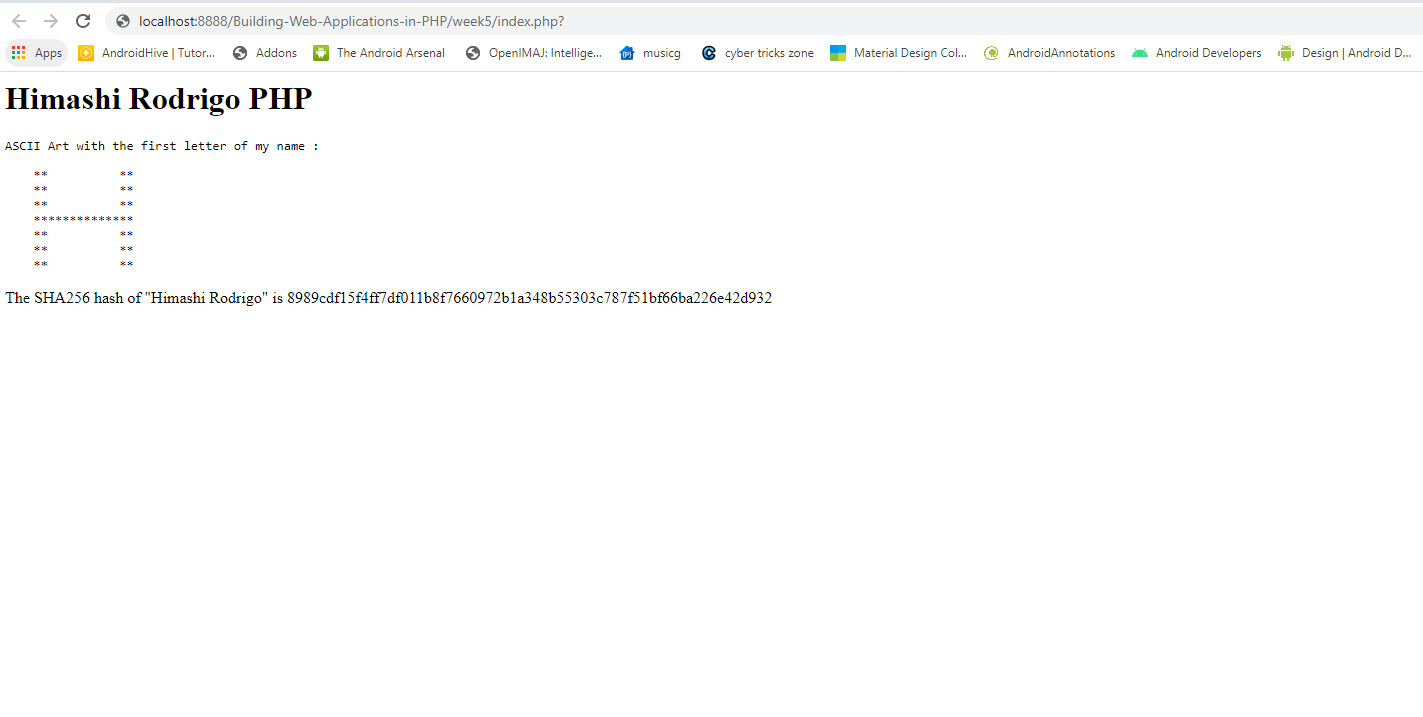 localhost:8888/Building-Web-Applications-in-PHP/week5/index.php?
Apps AndroidHive | Tutor... Addons The Android Arsenal OpenIMAJ: Intellige... musicg cyber tricks zone Material Design Col... AndroidAnnotations Android Developers Design | Android D...
Himashi Rodrigo PHP
ASCII Art with the first letter of my name :
    **          **
    **          **
    **          **
    **************
    **          **
    **          **
    **          **
The SHA256 hash of "Himashi Rodrigo" is 8989cdf15f4ff7df011b8f7660972b1a348b55303c787f51bf66ba226e42d932